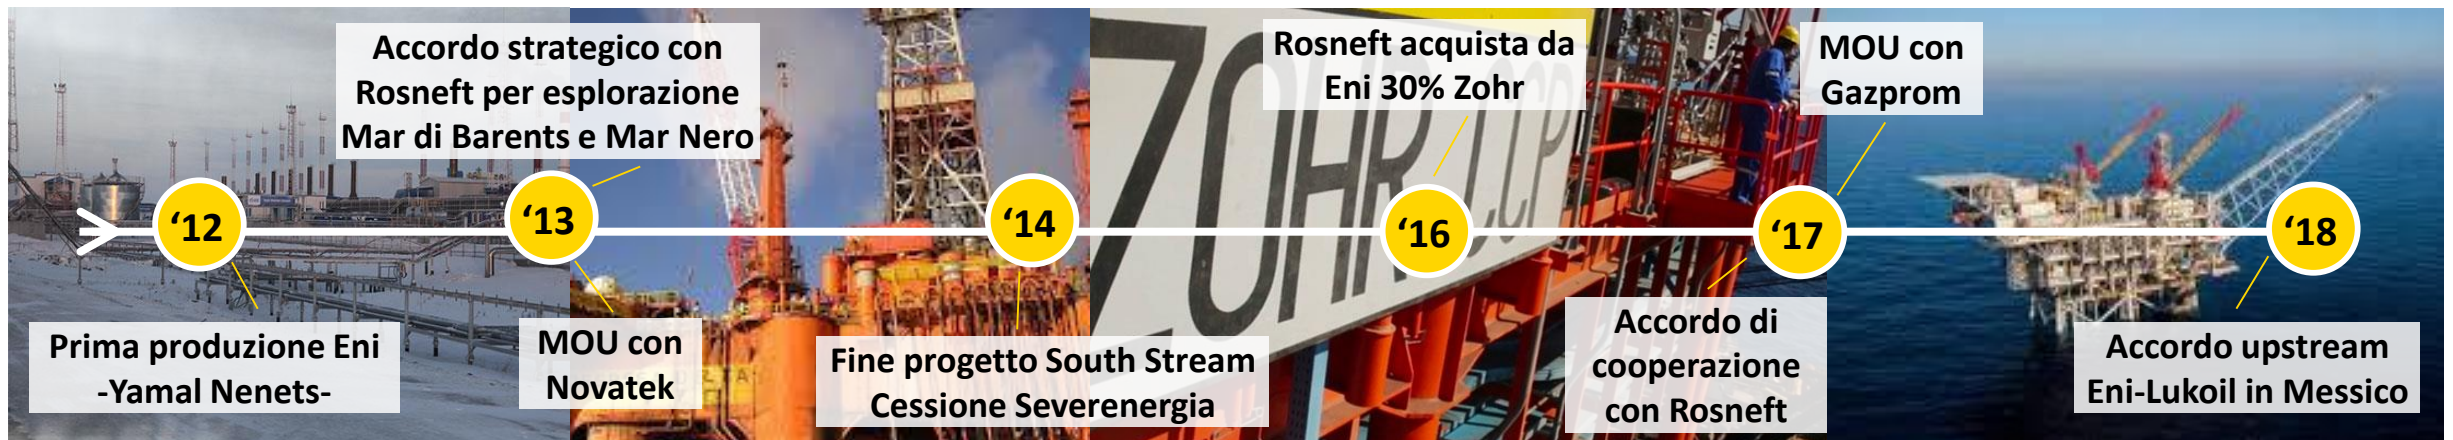 Accordo strategico con
Rosneft per esplorazione
Mar di Barents e Mar Nero
Rosneft acquista da
Eni 30% Zohr
MOU con
Gazprom
ZOHR CCP
‘12
‘13
‘14
‘16
‘17
‘18
Prima produzione Eni
-Yamal Nenets-
MOU con
Novatek
Fine progetto South Stream
Cessione Severenergia
Accordo di
cooperazione
con Rosneft
Accordo upstream
Eni-Lukoil in Messico